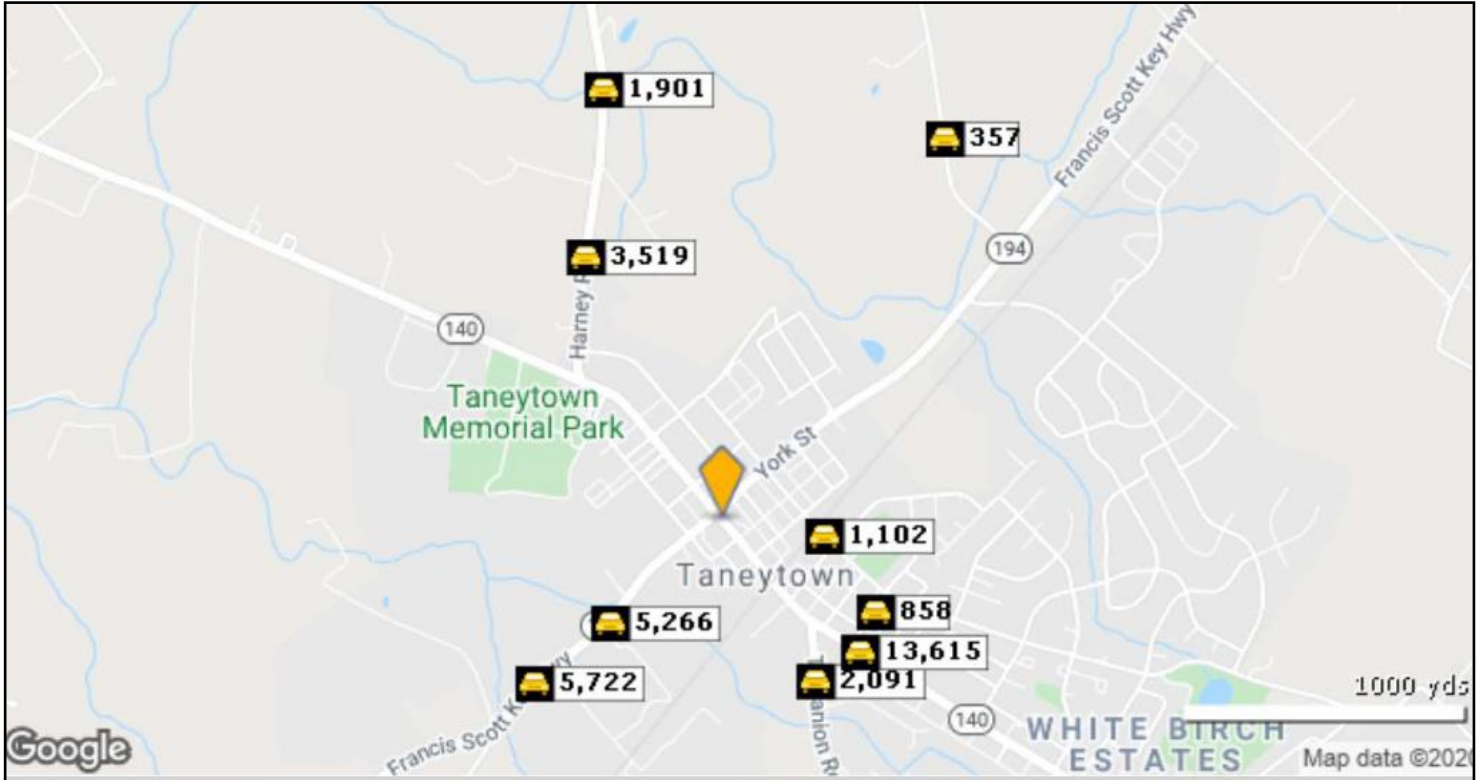 1,901
357
Francis Scott Key Hwy
194
3,519
Harney
140
Taneytown
Memorial Park
York St
1,102
Taneytown
858
5,266
13,615
5,722
2,091
1000 yds
140
WHITE BIRCH
ESTATES
Francis Scott
Google
Map data ©202